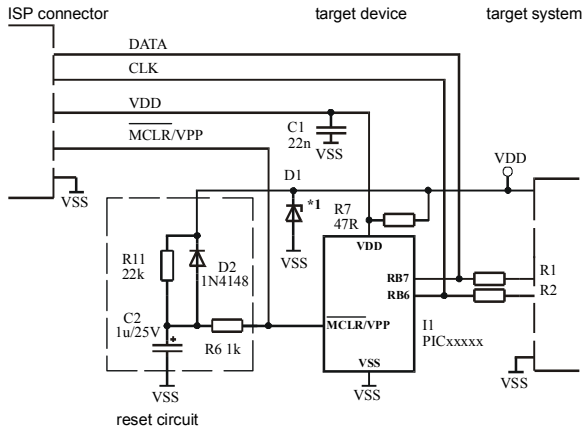 ISP connector
target device
target system
DATA
CLK
VDD
MCLR/VPP
C1
22n
VSS
VSS
VDD
D1
*1
VSS
R7
47R
VDD
R11
22k
D2
1N4148
RB7
RB6
R1
R2
C2
1u/25V
+
R6 1k
MCLR/VPP
I1
PICxxxxx
VSS
VSS
VSS
VSS
reset circuit